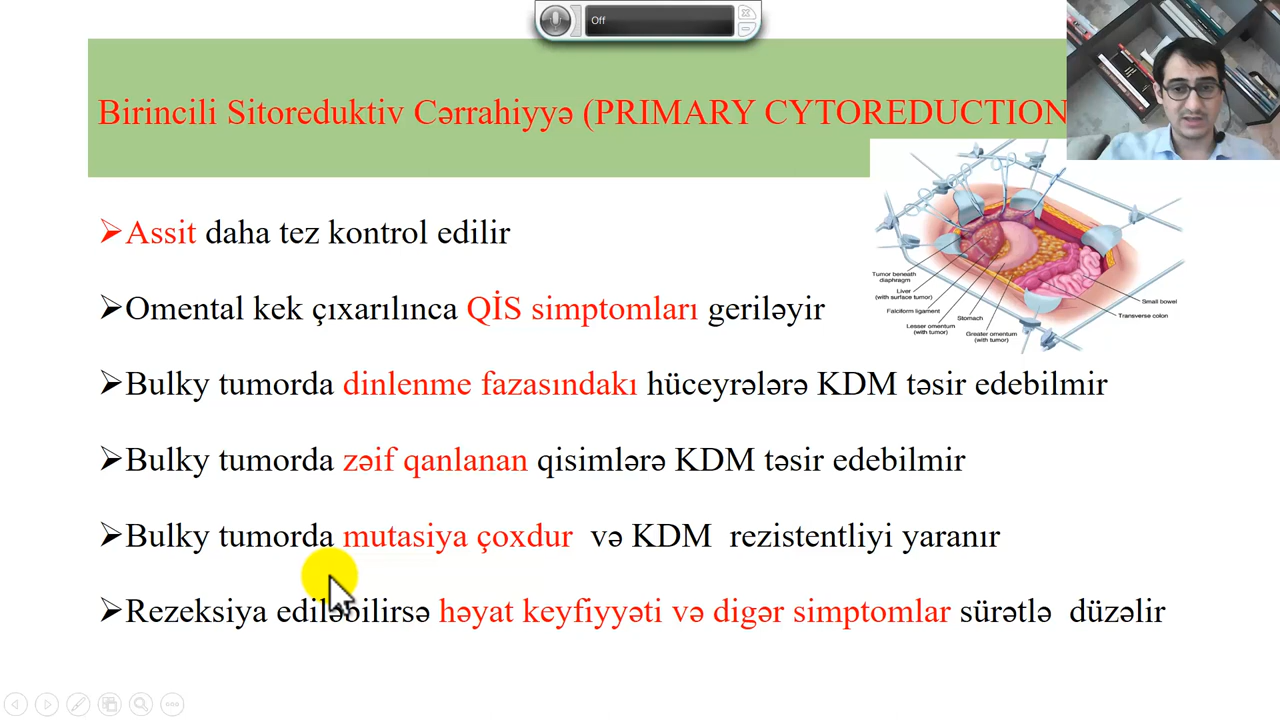 Off
Birincili Sitoreduktiv Cərrahiyyə (PRIMARY CYTOREDUCTION
➢Assit daha tez kontrol edilir
➢Omental kek çıxarılınca QİS simptomları geriləyir
➢Bulky tumorda dinlenme fazasındakı hüceyrələrə KDM təsir edebilmir
➢Bulky tumorda zəif qanlanan qisimlərə KDM təsir edebilmir
➢Bulky tumorda mutasiya çoxdur və KDM rezistentliyi yaranır
➢Rezeksiya ediləbilirsə həyat keyfiyyəti və digər simptomlar sürətlə düzəlir
Tumor beneath
diaphragm
Liver
(with surface tumor)
Falciform ligament
Stomach
Lesser omentum
(with tumor)
Greater omentum
(with tumor)
Small bowel
Transverse colon